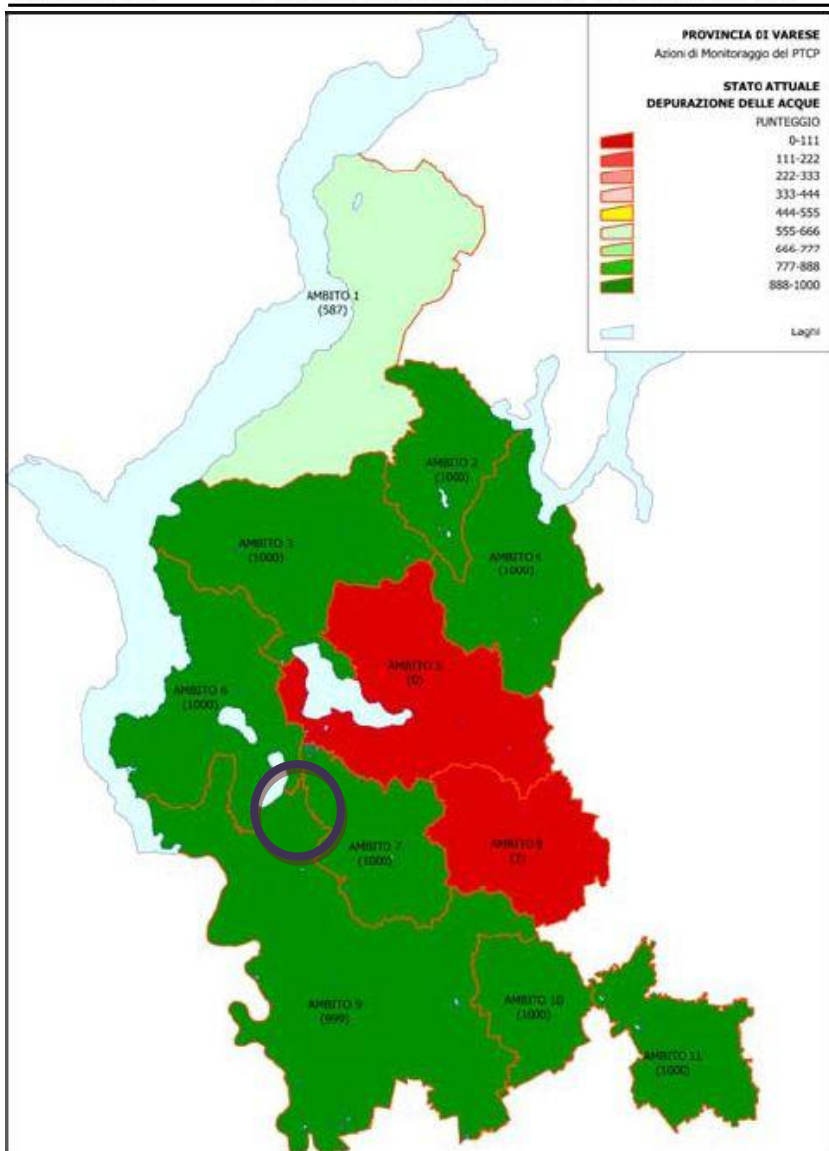 PROVINCIA DI VARESE
Azioni di Monitoraggio del PTCP
STATO ATTUALE
DEPURAZIONE DELLE ACQUE
PUNTEGGIO
0-111
111-222
222-333
333-444
444-555
555-666
666-777
777-888
888-1000
Laghi
AMBITO 1
(587)
AMBITO 2
(1000)
AMBITO 3
(1000)
AMBITO 4
(1000)
AMBITO 5
(0)
AMBITO 6
(1000)
AMBITO 7
(1000)
AMBITO 8
AMBITO 9
(999)
AMBITO 10
(1000)
AMBITO 11
(1000)